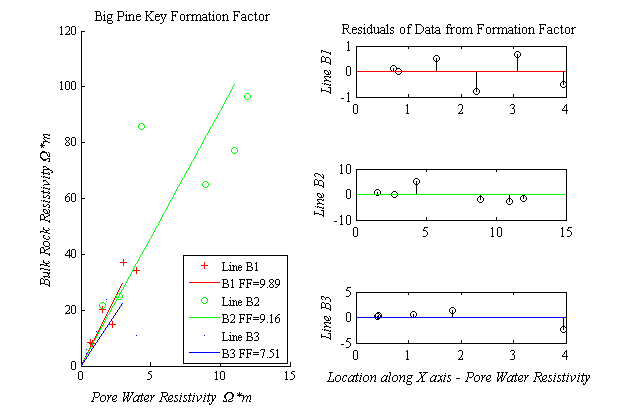 Big Pine Key Formation Factor
120
100
80
60
40
20
0
0 5 10 15
Bulk Rock Resistivity Ω*m
Pore Water Resistivity Ω*m
Line B1
B1 FF=9.89
Line B2
B2 FF=9.16
Line B3
B3 FF=7.51
Residuals of Data from Formation Factor
Line B1
1
0
-1
0 1 2 3 4
Line B2
10
0
-10
0 5 10 15
Line B3
5
0
-5
0 1 2 3 4
Location along X axis - Pore Water Resistivity